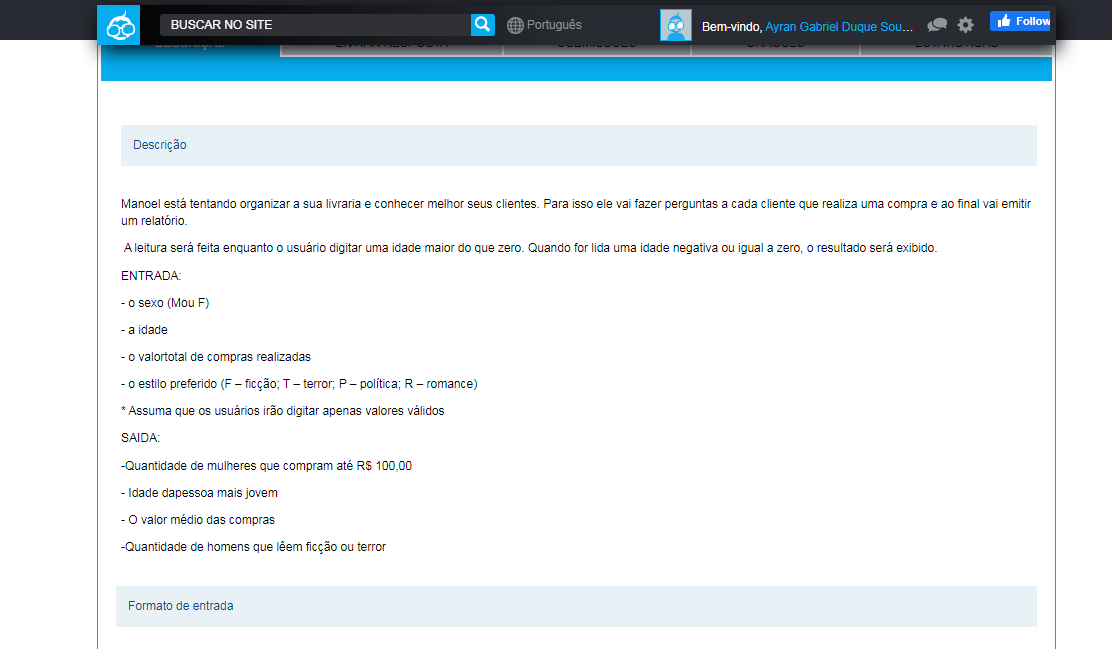 BUSCAR NO SITE
Português
Bem-vindo, Ayran Gabriel Duque Sou...
Follow
DESCRIÇÃO
Descrição
Manoel está tentando organizar a sua livraria e conhecer melhor seus clientes. Para isso ele vai fazer perguntas a cada cliente que realiza uma compra e ao final vai emitir
um relatório.
A leitura será feita enquanto o usuário digitar uma idade maior do que zero. Quando for lida uma idade negativa ou igual a zero, o resultado será exibido.
ENTRADA:
- o sexo (Mou F)
- a idade
- o valortotal de compras realizadas
- o estilo preferido (F – ficção; T – terror; P – política; R – romance)
* Assuma que os usuários irão digitar apenas valores válidos
SAIDA:
-Quantidade de mulheres que compram até R$ 100,00
- Idade dapessoa mais jovem
- O valor médio das compras
-Quantidade de homens que lêem ficção ou terror
Formato de entrada